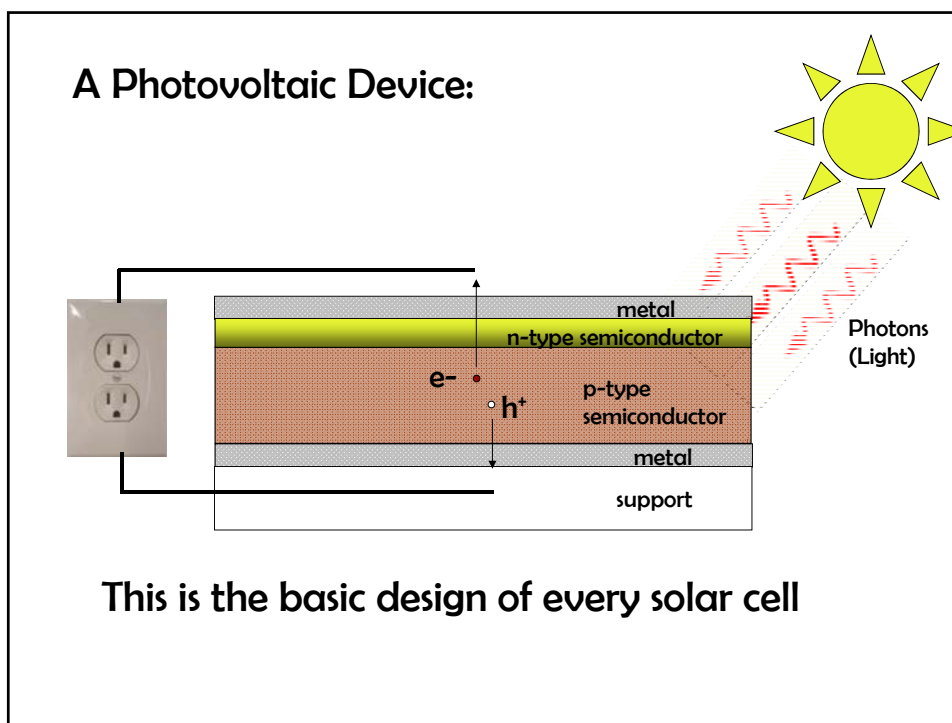 A Photovoltaic Device:
metal
n-type semiconductor
Photons
(Light)
e-
p-type
semiconductor
h+
metal
support
This is the basic design of every solar cell